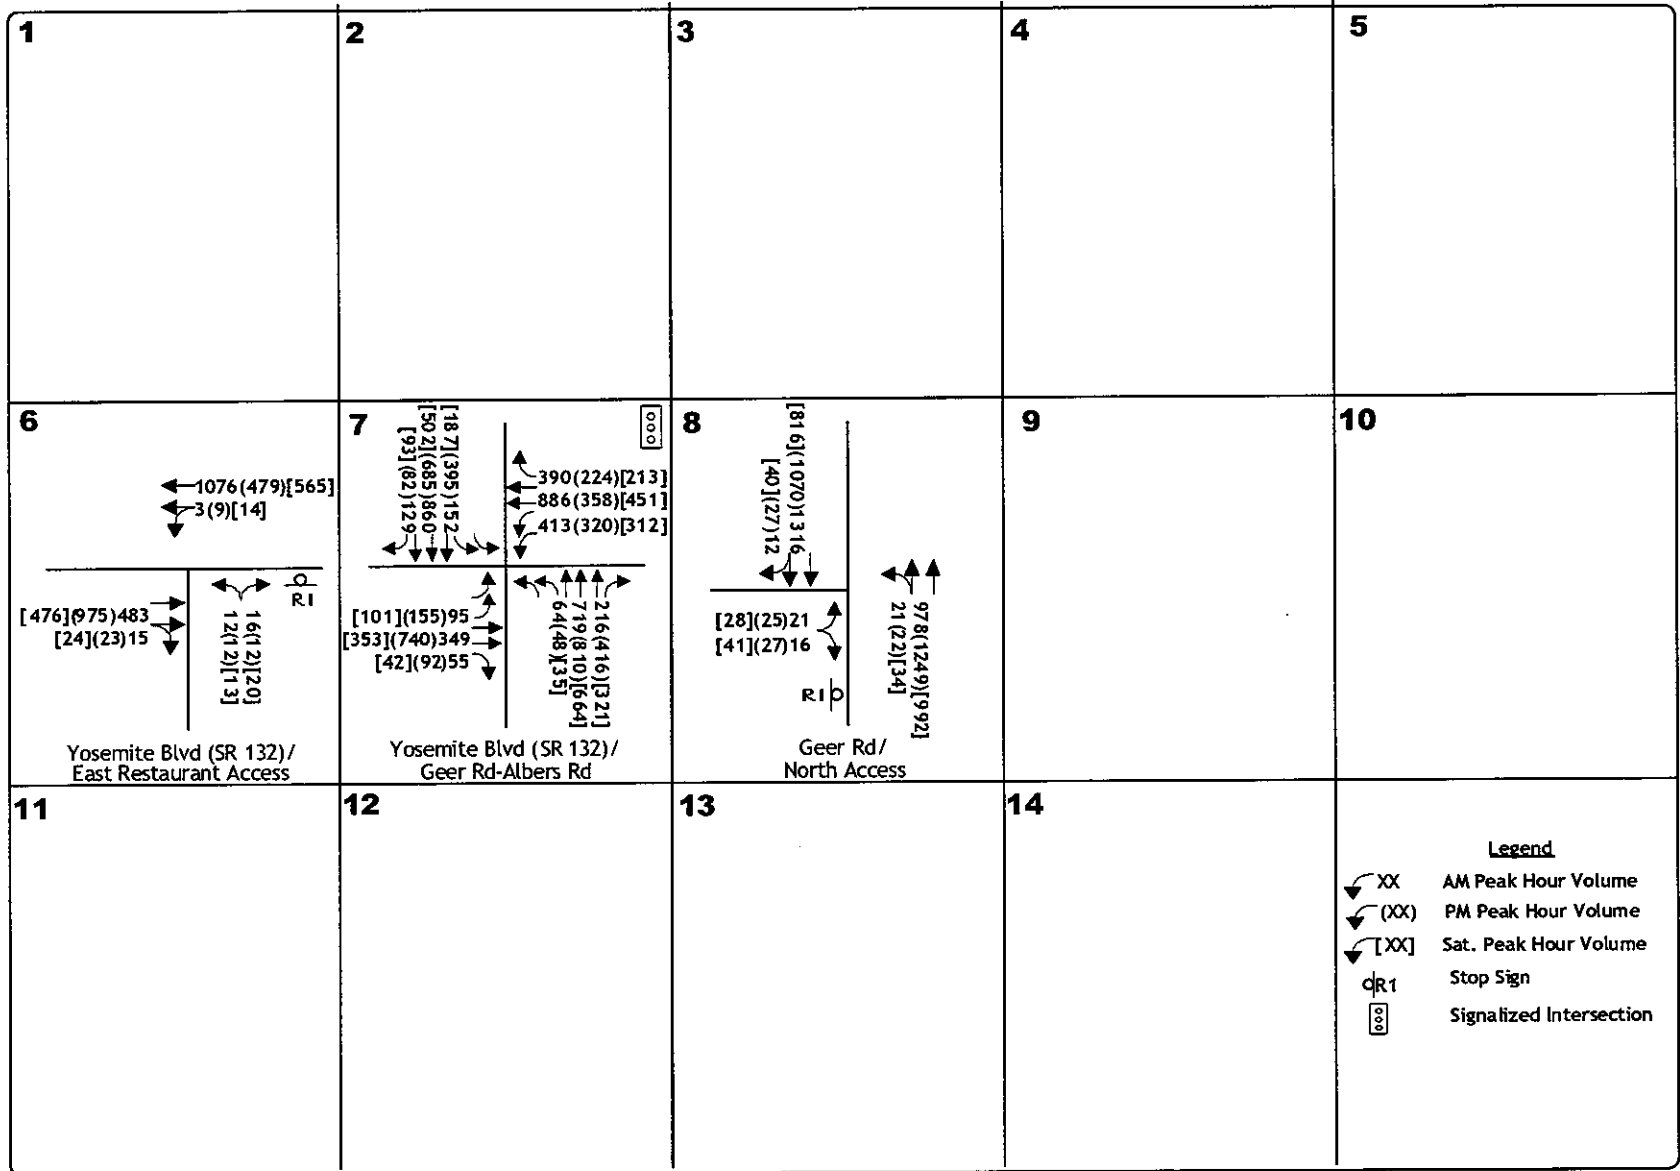 1
2
3
4
5
6
1076(479)[565]
3(9)[14]
R1
[476](975)483
[24](23)15
16(12)[20]
12(12)[13]
Yosemite Blvd (SR 132)/
East Restaurant Access
7
[187](395)152
[502](685)860
[93](82)129
390(224)[213]
886(358)[451]
413(320)[312]
[101](155)95
[353](740)349
[42](92)55
216(416)[321]
719(810)[664]
64(48)[35]
Yosemite Blvd (SR 132)/
Geer Rd-Albers Rd
8
[816](1070)1316
[40](27)12
[28](25)21
[41](27)16
R1
978(1249)[992]
21(22)[34]
Geer Rd/
North Access
9
10
11
12
13
14
Legend
XX AM Peak Hour Volume
(XX) PM Peak Hour Volume
[XX] Sat. Peak Hour Volume
R1 Stop Sign
Signalized Intersection